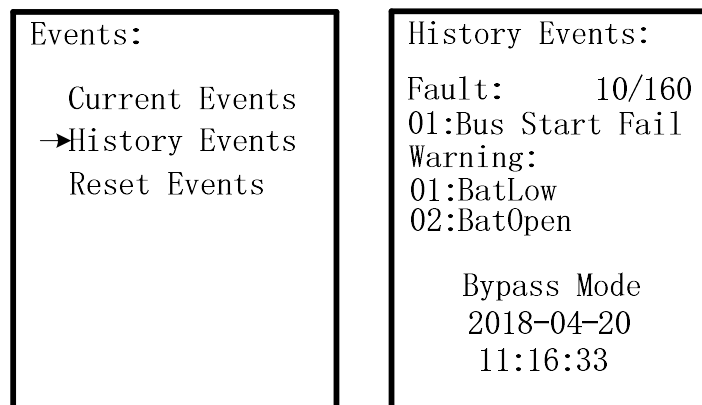 Events:
Current Events
→History Events
Reset Events
History Events:
Fault: 10/160
01:Bus Start Fail
Warning:
01:BatLow
02:BatOpen
Bypass Mode
2018-04-20
11:16:33